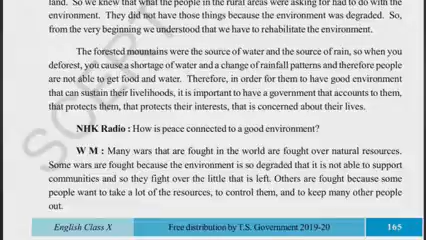 land. So we knew that what the people in the rural areas were asking for had to do with the
environment. They did not have those things because the environment was degraded. So,
from the very beginning we understood that we have to rehabilitate the environment.
The forested mountains were the source of water and the source of rain, so when you
deforest, you cause a shortage of water and a change of rainfall patterns and therefore people
are not able to get food and water. Therefore, in order for them to have good environment
that can sustain their livelihoods, it is important to have a government that accounts to them,
that protects them, that protects their interests, that is concerned about their lives.
NHK Radio : How is peace connected to a good environment?
W M : Many wars that are fought in the world are fought over natural resources.
Some wars are fought because the environment is so degraded that it is not able to support
communities and so they fight over the little that is left. Others are fought because some
people want to take a lot of the resources, to control them, and to keep many other people
out.
English Class X Free distribution by T.S. Government 2019-20 165
SCERT